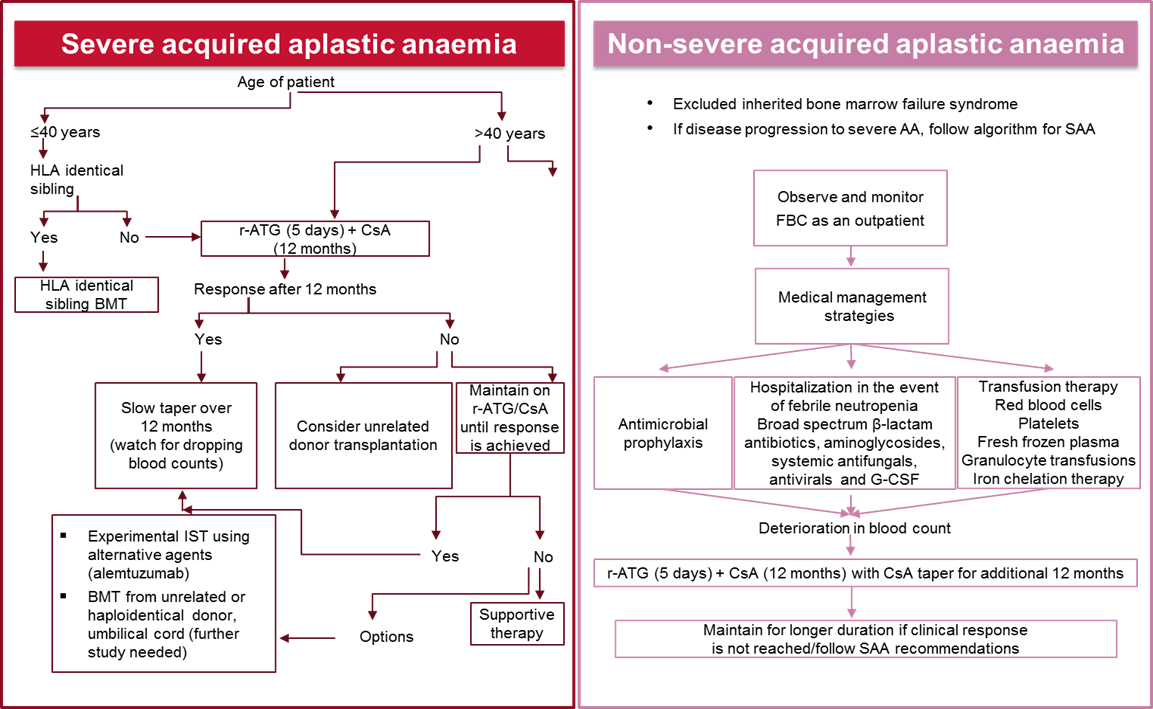 Severe acquired aplastic anaemia
Age of patient
≤40 years
>40 years
HLA identical
sibling
Yes
No
r-ATG (5 days) + CsA
(12 months)
HLA identical
sibling BMT
Response after 12 months
Yes
No
Slow taper over
12 months
(watch for dropping
blood counts)
Consider unrelated
donor transplantation
Maintain on
r-ATG/CsA
until response
is achieved
▪ Experimental IST using
alternative agents
(alemtuzumab)
▪ BMT from unrelated or
haploidentical donor,
umbilical cord (further
study needed)
Yes
No
Options
Supportive
therapy
Non-severe acquired aplastic anaemia
• Excluded inherited bone marrow failure syndrome
• If disease progression to severe AA, follow algorithm for SAA
Observe and monitor
FBC as an outpatient
Medical management
strategies
Antimicrobial
prophylaxis
Hospitalization in the event
of febrile neutropenia
Broad spectrum β-lactam
antibiotics, aminoglycosides,
systemic antifungals,
antivirals and G-CSF
Transfusion therapy
Red blood cells
Platelets
Fresh frozen plasma
Granulocyte transfusions
Iron chelation therapy
Deterioration in blood count
r-ATG (5 days) + CsA (12 months) with CsA taper for additional 12 months
Maintain for longer duration if clinical response
is not reached/follow SAA recommendations